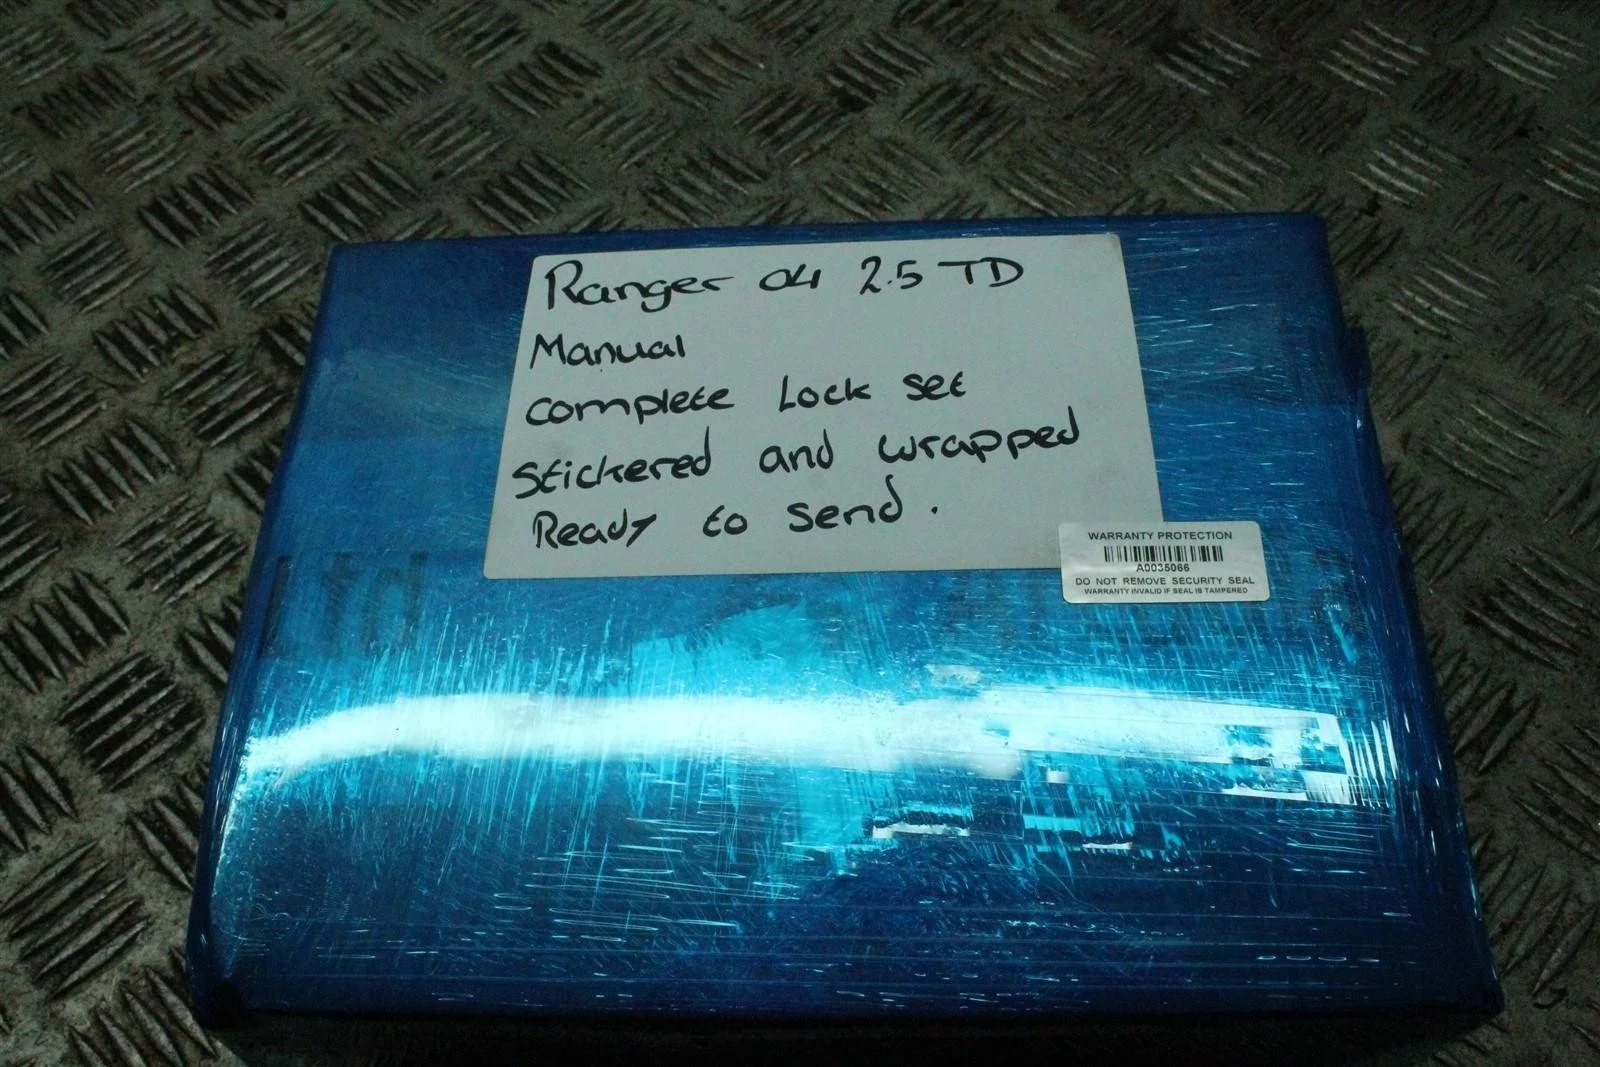 Ranger 04 2.5 TD
Manual
complete Lock set
Stickered and wrapped
Ready to send.
WARRANTY PROTECTION
A0035066
DO NOT REMOVE SECURITY SEAL
WARRANTY INVALID IF SEAL IS TAMPERED
Ltd